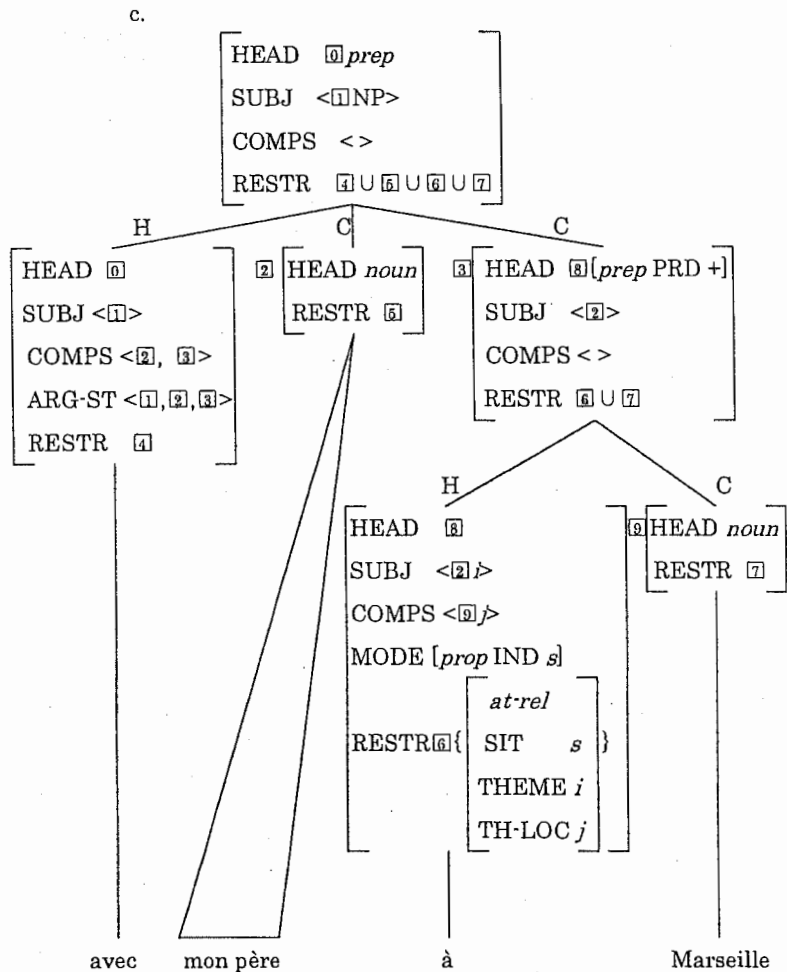 c.
HEAD [0] prep
SUBJ <[1]NP>
COMPS < >
RESTR [4] ∪ [5] ∪ [6] ∪ [7]
H C C
HEAD [0]
SUBJ <[1]>
COMPS <[2], [3]>
ARG-ST <[1],[2],[3]>
RESTR [4]
[2] HEAD noun
RESTR [5]
[3] HEAD [8] [prep PRD +]
SUBJ <[2]>
COMPS < >
RESTR [6] ∪ [7]
H C
HEAD [8]
SUBJ <[2] i>
COMPS <[9] j>
MODE [prop IND s]
RESTR [6] {
at-rel
SIT s
THEME i
TH-LOC j
}
[9] HEAD noun
RESTR [7]
avec mon père à Marseille